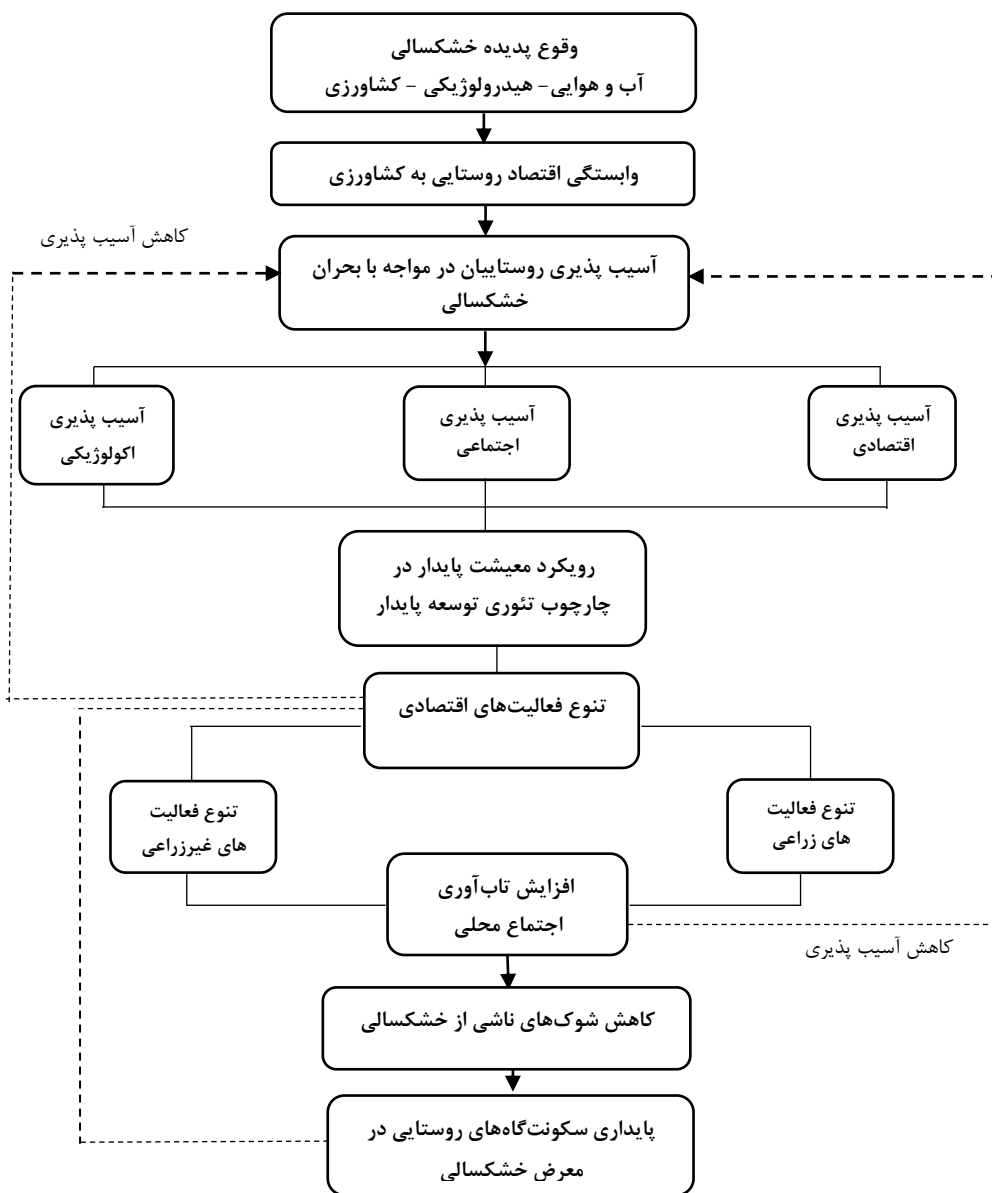 وقوع پدیده خشکسالی
آب و هوایی- هیدرولوژیکی - کشاورزی
وابستگی اقتصاد روستایی به کشاورزی
کاهش آسیب پذیری
آسیب پذیری روستاییان در مواجه با بحران
خشکسالی
آسیب پذیری
اقتصادی
آسیب پذیری
اجتماعی
آسیب پذیری
اکولوژیکی
رویکرد معیشت پایدار در
چارچوب تئوری توسعه پایدار
تنوع فعالیت‌های اقتصادی
تنوع فعالیت
های زراعی
تنوع فعالیت
های غیرزراعی
افزایش تاب‌آوری
اجتماع محلی
کاهش آسیب پذیری
کاهش شوک‌های ناشی از خشکسالی
پایداری سکونت‌گاه‌های روستایی در
معرض خشکسالی